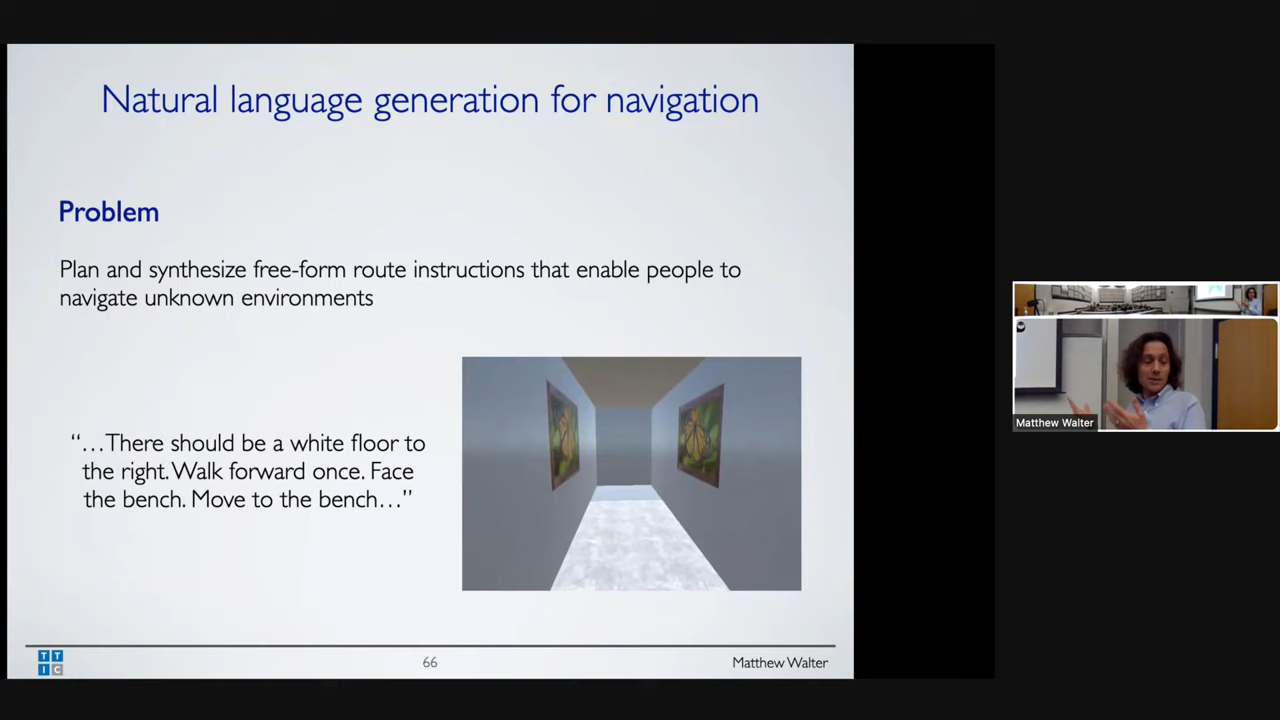 Natural language generation for navigation
Problem
Plan and synthesize free-form route instructions that enable people to
navigate unknown environments
“…There should be a white floor to
the right. Walk forward once. Face
the bench. Move to the bench…”
T T
I C
66
Matthew Walter
Matthew Walter